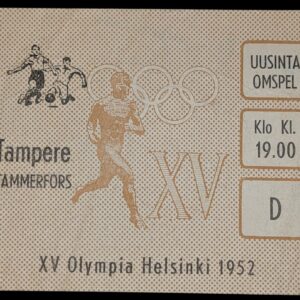 UUSINTA
OMSPEL
Tampere
TAMMERFORS
Klo Kl.
19.00
XV
D
XV Olympia Helsinki 1952